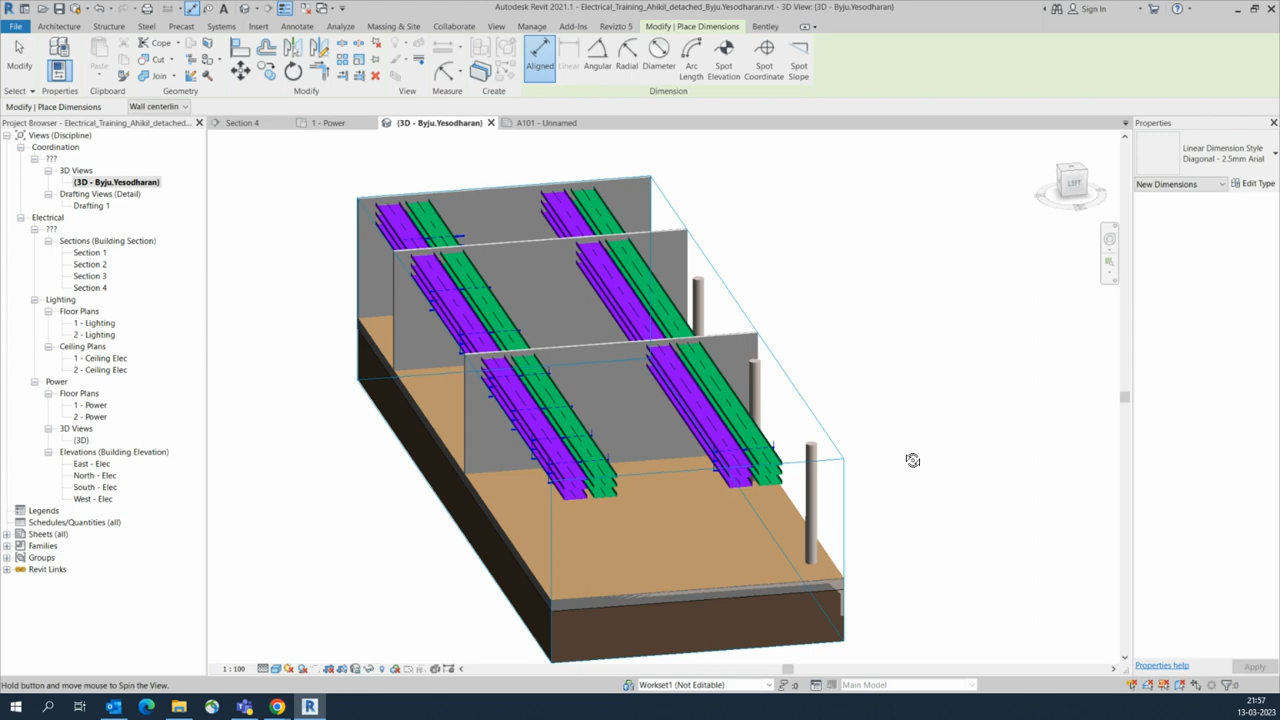 Autodesk Revit 2021.1 - Electrical_Training_Ahikil_detached_Byju.Yesodharan.rvt - 3D View: (3D - Byju.Yesodharan)
Sign In
File Architecture Structure Steel Precast Systems Insert Annotate Analyze Massing & Site Collaborate View Manage Add-Ins Revizto 5 Modify | Place Dimensions Bentley
Cope
Cut
Join
Modify
Paste
Aligned
Linear
Angular
Radial
Diameter
Arc Length
Spot Elevation
Spot Coordinate
Spot Slope
Select Properties Clipboard Geometry Modify View Measure Create Dimension
Modify | Place Dimensions Wall centerlin
Project Browser - Electrical_Training_Ahikil_detached...
Section 4
1 - Power
(3D - Byju.Yesodharan)
A101 - Unnamed
Properties
Views (Discipline)
Coordination
???
3D Views
(3D - Byju.Yesodharan)
Drafting Views (Detail)
Drafting 1
Electrical
???
Sections (Building Section)
Section 1
Section 2
Section 3
Section 4
Lighting
Floor Plans
1 - Lighting
2 - Lighting
Ceiling Plans
1 - Ceiling Elec
2 - Ceiling Elec
Power
Floor Plans
1 - Power
2 - Power
3D Views
(3D)
Elevations (Building Elevation)
East - Elec
North - Elec
South - Elec
West - Elec
Legends
Schedules/Quantities (all)
Sheets (all)
Families
Groups
Revit Links
LEFT
Linear Dimension Style
Diagonal - 2.5mm Arial
New Dimensions
Edit Type
Properties help
Apply
1 : 100
Hold button and move mouse to Spin the View.
Workset1 (Not Editable)
:0
Main Model
:0
21:57
13-03-2023